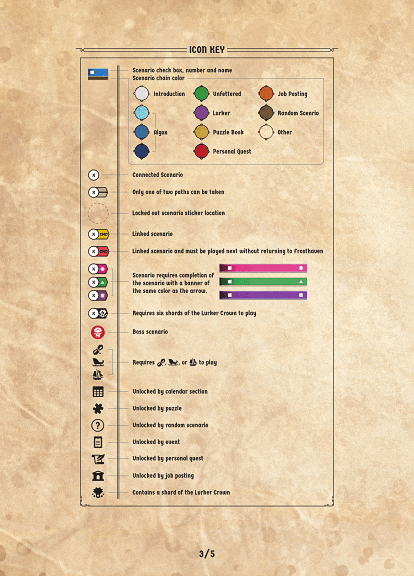 ICON KEY
Scenario check box, number and name
Scenario chain color
Introduction
Unfettered
Job Posting
Lurker
Random Scenrio
Algox
Puzzle Book
Other
Personal Quest
Connected Scenario
Only one of two paths can be taken
Locked out scenario sticker location
Linked scenario
Linked scenario and must be played next without returning to Frosthaven
Scenario requires completion of
the scenario with a banner of
the same color as the arrow.
Requires six shards of the Lurker Crown to play
Boss scenario
Requires , , or to play
Unlocked by calendar section
Unlocked by puzzle
Unlocked by random scenario
Unlocked by event
Unlocked by personal quest
Unlocked by job posting
Contains a shard of the Lurker Crown
3/5